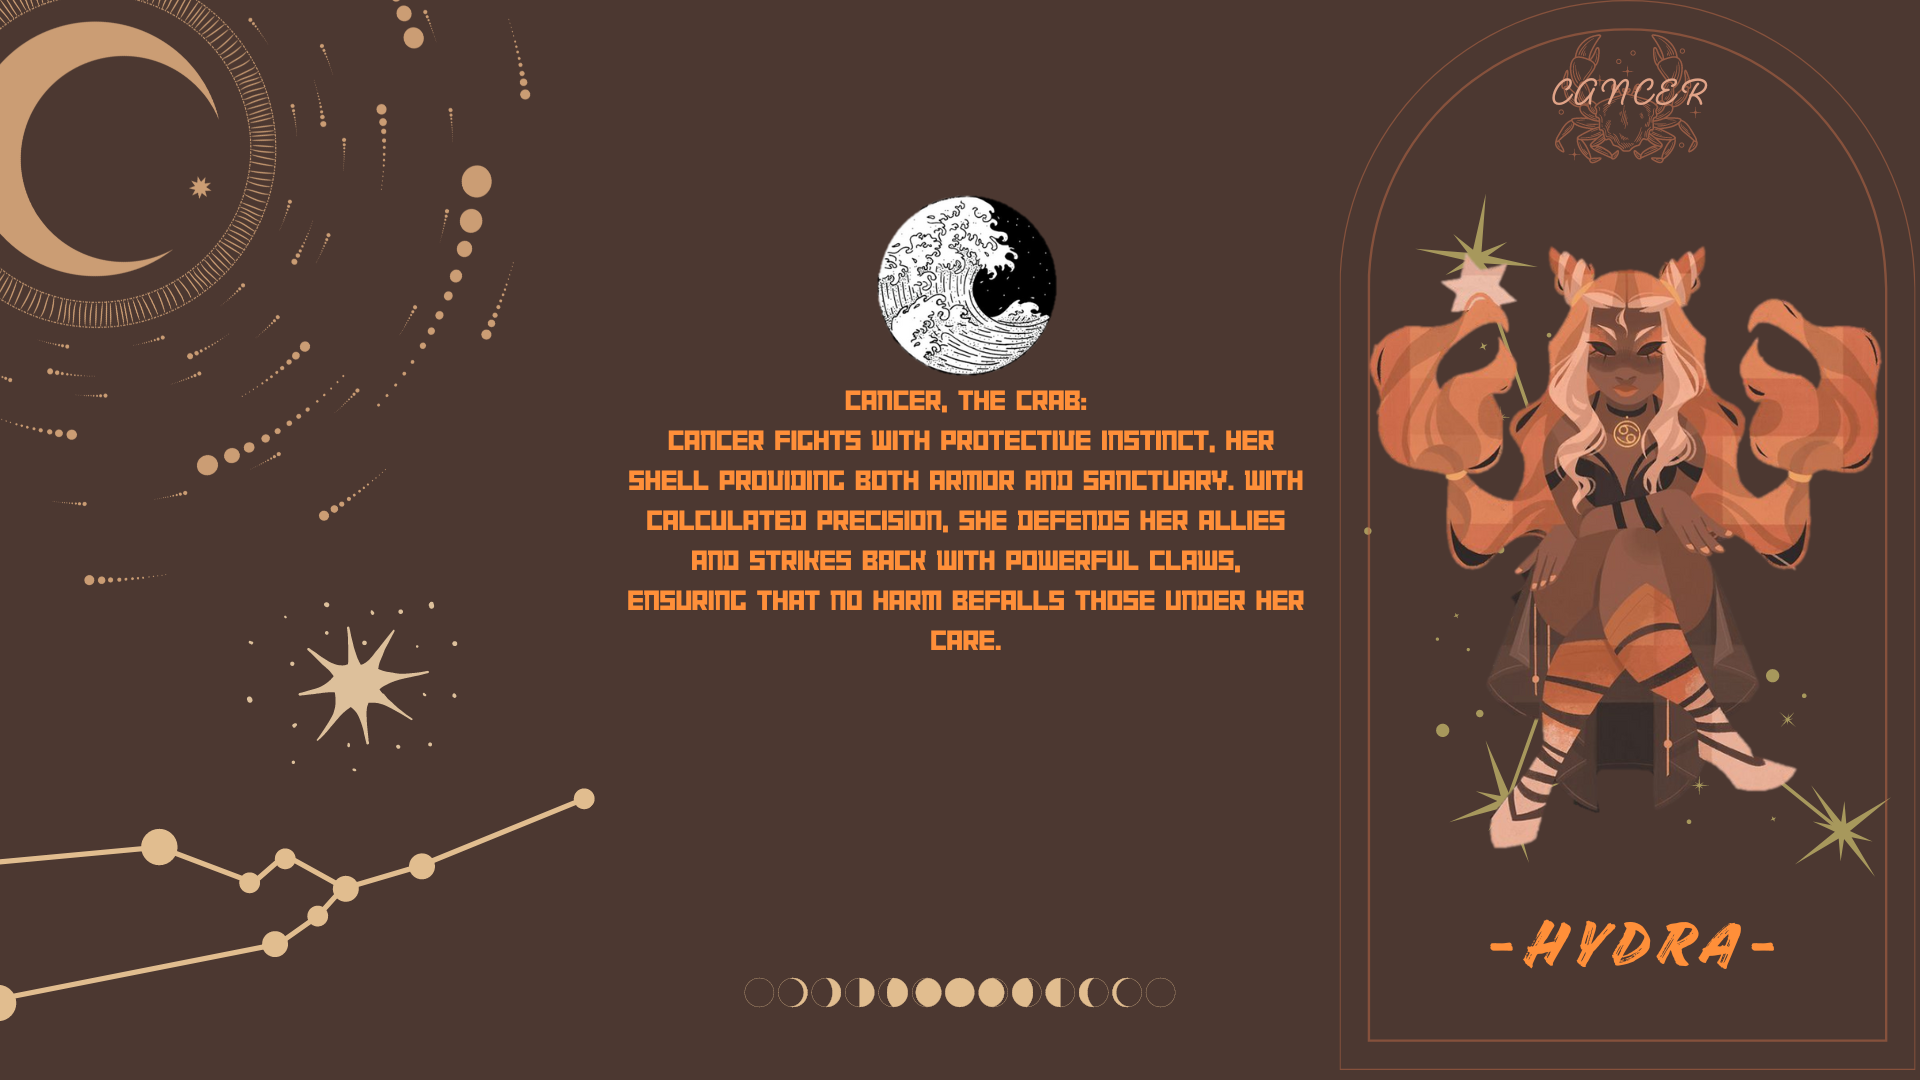 CANCER
CANCER, THE CRAB:
CANCER FIGHTS WITH PROTECTIVE INSTINCT, HER
SHELL PROVIDING BOTH ARMOR AND SANCTUARY. WITH
CALCULATED PRECISION, SHE DEFENDS HER ALLIES
AND STRIKES BACK WITH POWERFUL CLAWS,
ENSURING THAT NO HARM BEFALLS THOSE UNDER HER
CARE.
-HYDRA-